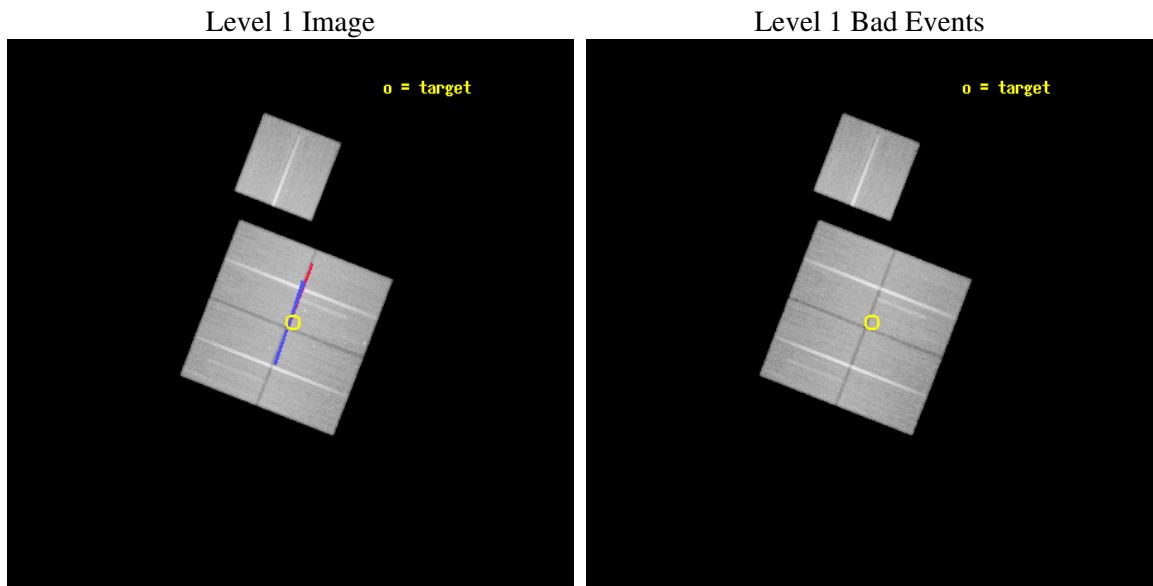 Level 1 Image
Level 1 Bad Events
o = target
o = target